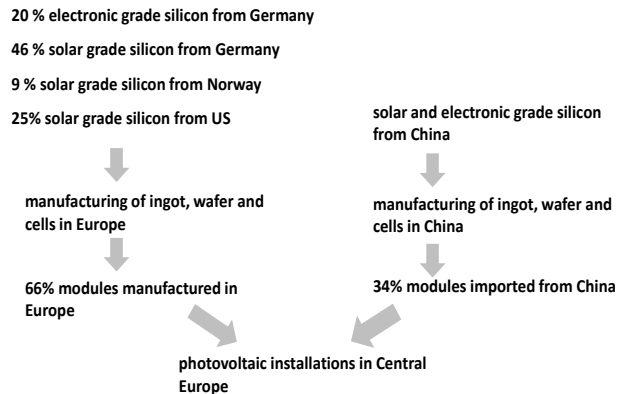 20 % electronic grade silicon from Germany
46 % solar grade silicon from Germany
9 % solar grade silicon from Norway
25% solar grade silicon from US
solar and electronic grade silicon
from China
manufacturing of ingot, wafer and
cells in Europe
manufacturing of ingot, wafer and
cells in China
66% modules manufactured in
Europe
34% modules imported from China
photovoltaic installations in Central
Europe